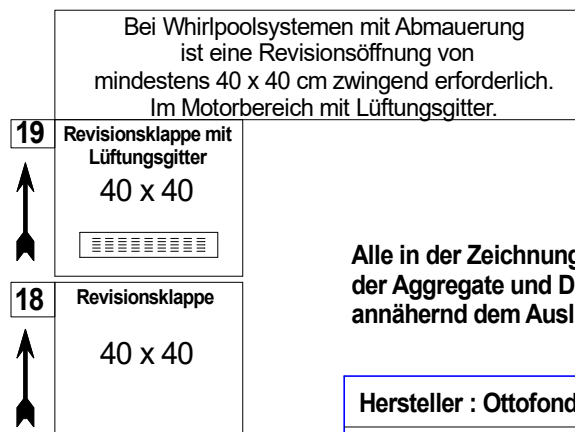 Bei Whirlpoolsystemen mit Abmauerung
ist eine Revisionsöffnung von
mindestens 40 x 40 cm zwingend erforderlich.
Im Motorbereich mit Lüftungsgitter.
19
Revisionsklappe mit
Lüftungsgitter
40 x 40
18
Revisionsklappe
40 x 40
Alle in der Zeichnung
der Aggregate und D
annähernd dem Ausl
Hersteller : Ottofond